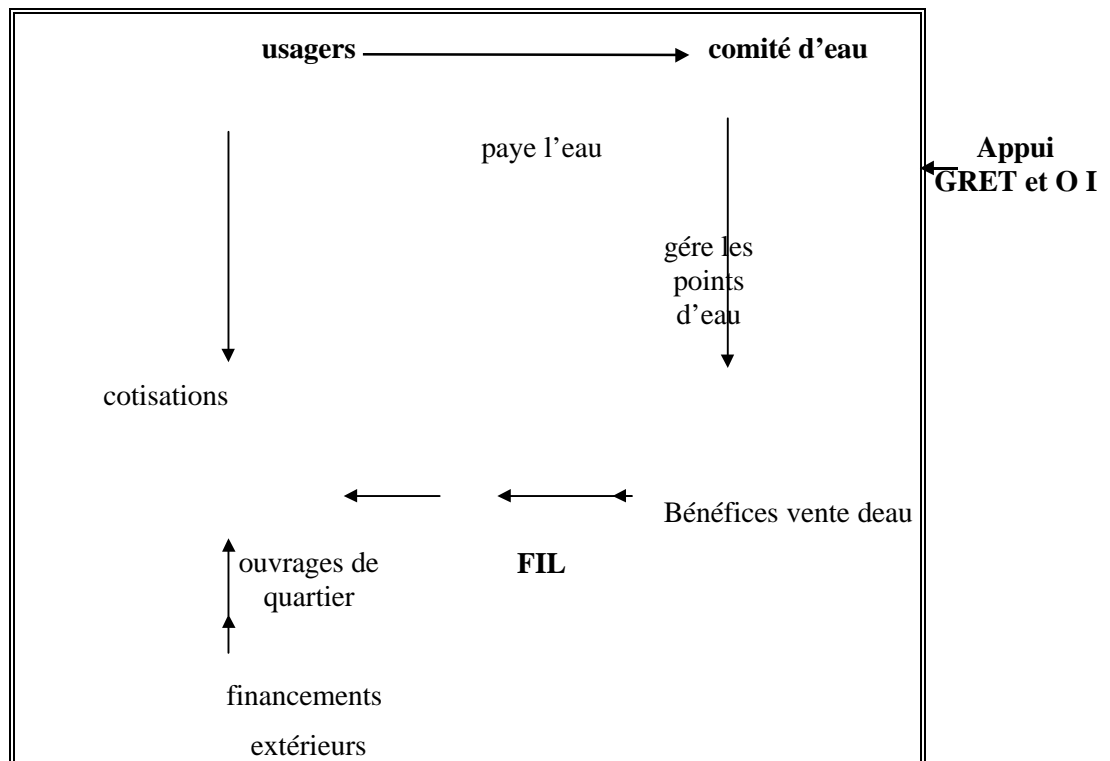 usagers
comité d’eau
paye l’eau
Appui
GRET et O I
gére les
points
d’eau
cotisations
Bénéfices vente deau
ouvrages de
quartier
FIL
financements
extérieurs